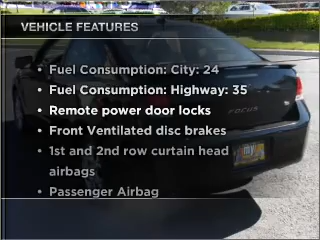 VEHICLE FEATURES
• Fuel Consumption: City: 24
• Fuel Consumption: Highway: 35
• Remote power door locks
• Front Ventilated disc brakes
• 1st and 2nd row curtain head
airbags
• Passenger Airbag
FOCUS